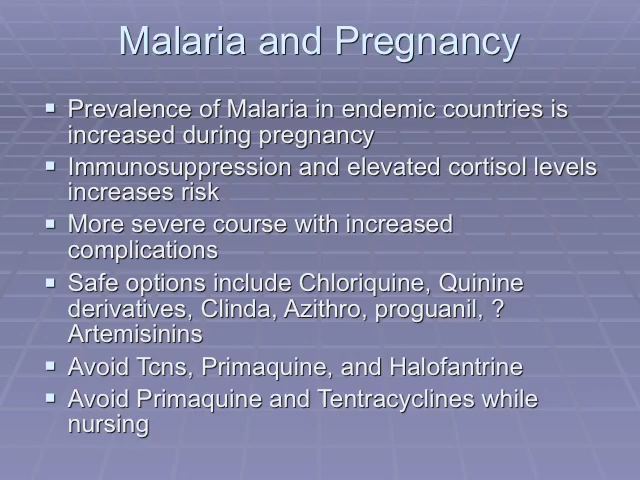 Malaria and Pregnancy
Prevalence of Malaria in endemic countries is
increased during pregnancy
Immunosuppression and elevated cortisol levels
increases risk
More severe course with increased
complications
Safe options include Chloriquine, Quinine
derivatives, Clinda, Azithro, proguanil, ?
Artemisinins
Avoid Tcns, Primaquine, and Halofantrine
Avoid Primaquine and Tentracyclines while
nursing